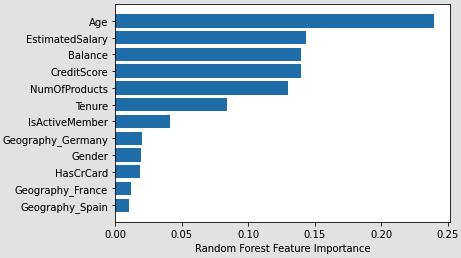 Age
EstimatedSalary
Balance
CreditScore
NumOfProducts
Tenure
IsActiveMember
Geography_Germany
Gender
HasCrCard
Geography_France
Geography_Spain
0.00 0.05 0.10 0.15 0.20 0.25
Random Forest Feature Importance